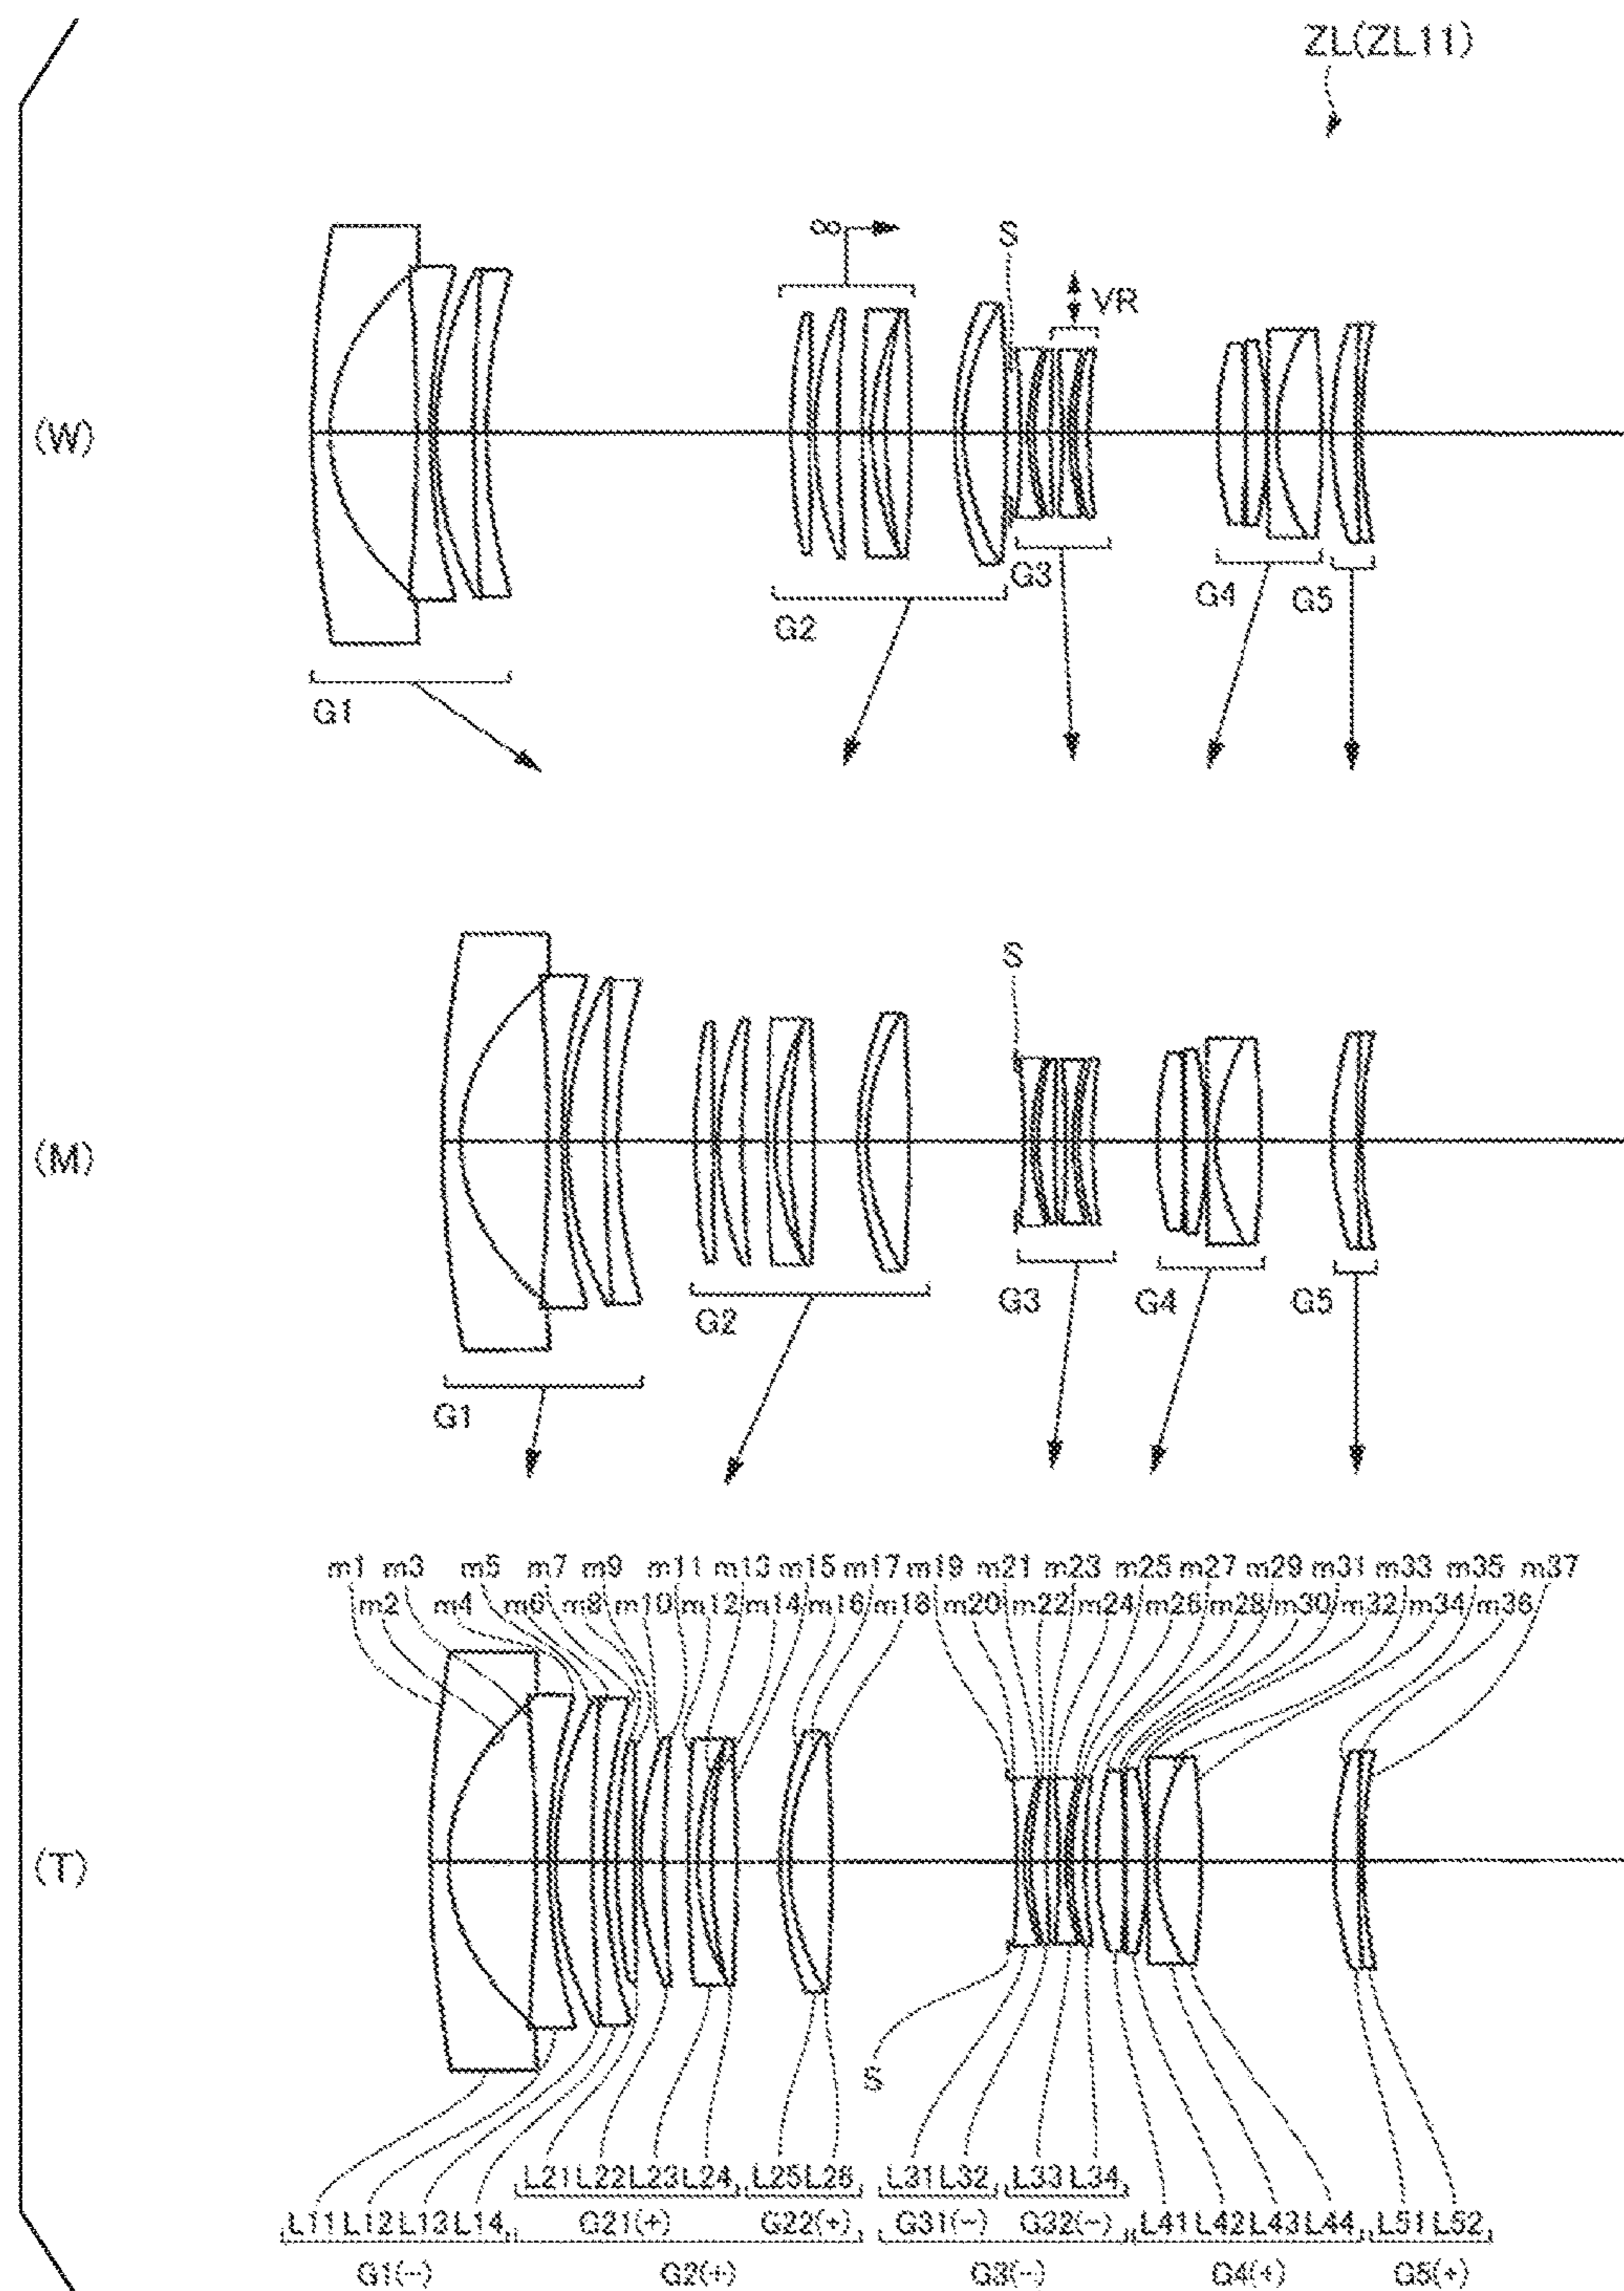 ZL(ZL11)
∞ S VR
(W)
G3
G4 G5
G2
G1
S
(M)
G3 G4 G5
G2
G1
m1 m3 m5 m7 m9 m11 m13 m15 m17 m19 m21 m23 m25 m27 m29 m31 m33 m35 m37
m2 m4 m6 m8 m10 m12 m14 m16 m18 m20 m22 m24 m26 m28 m30 m32 m34 m36
(T)
S
L21 L22 L23 L24 L25 L26 L31 L32 L33 L34
L11 L12 L13 L14 G21(+) G22(+) G31(-) G32(-) L41 L42 L43 L44 L51 L52
G1(-) G2(+) G3(-) G4(+) G5(+)